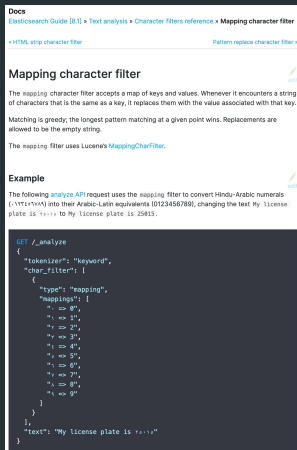 Docs
Elasticsearch Guide [8.1] » Text analysis » Character filters reference » Mapping character filter
« HTML strip character filter Pattern replace character filter »
Mapping character filter
The mapping character filter accepts a map of keys and values. Whenever it encounters a string
of characters that is the same as a key, it replaces them with the value associated with that key.
Matching is greedy; the longest pattern matching at a given point wins. Replacements are
allowed to be the empty string.
The mapping filter uses Lucene's MappingCharFilter.
Example
The following analyze API request uses the mapping filter to convert Hindu-Arabic numerals
(٠١٢٣٤٥٦٧٨٩) into their Arabic-Latin equivalents (0123456789), changing the text My license
plate is ٢٥٠١٥ to My license plate is 25015.
GET /_analyze
{
"tokenizer": "keyword",
"char_filter": [
{
"type": "mapping",
"mappings": [
"٠ => 0",
"١ => 1",
"٢ => 2",
"٣ => 3",
"٤ => 4",
"٥ => 5",
"٦ => 6",
"٧ => 7",
"٨ => 8",
"٩ => 9"
]
}
],
"text": "My license plate is ٢٥٠١٥"
}